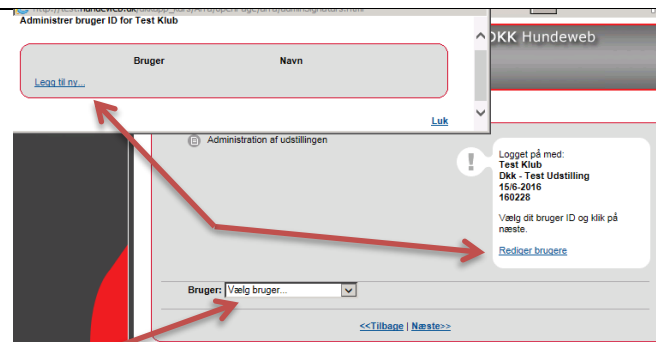 Administrer bruger ID for Test Klub
Bruger Navn
Legg til ny...
Luk
DKK Hundeweb
Administration af udstillingen
!
Logget på med:
Test Klub
Dkk - Test Udstilling
15/6-2016
160228
Vælg dit bruger ID og klik på
næste.
Rediger brugere
Bruger: Vælg bruger...
<<Tilbage | Næste>>